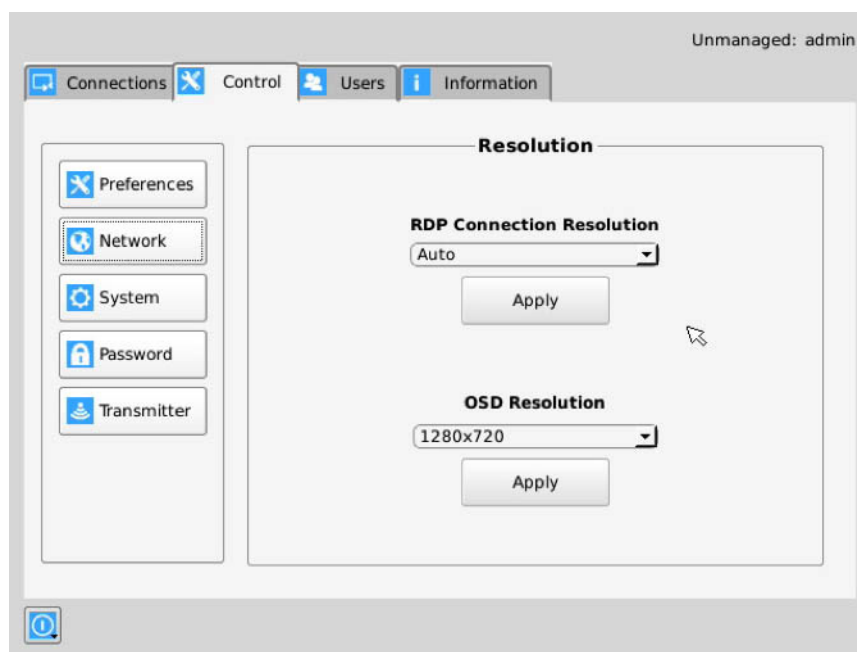 Unmanaged: admin
Connections Control Users Information
Preferences
Network
System
Password
Transmitter
Resolution
RDP Connection Resolution
Auto
Apply
OSD Resolution
1280x720
Apply